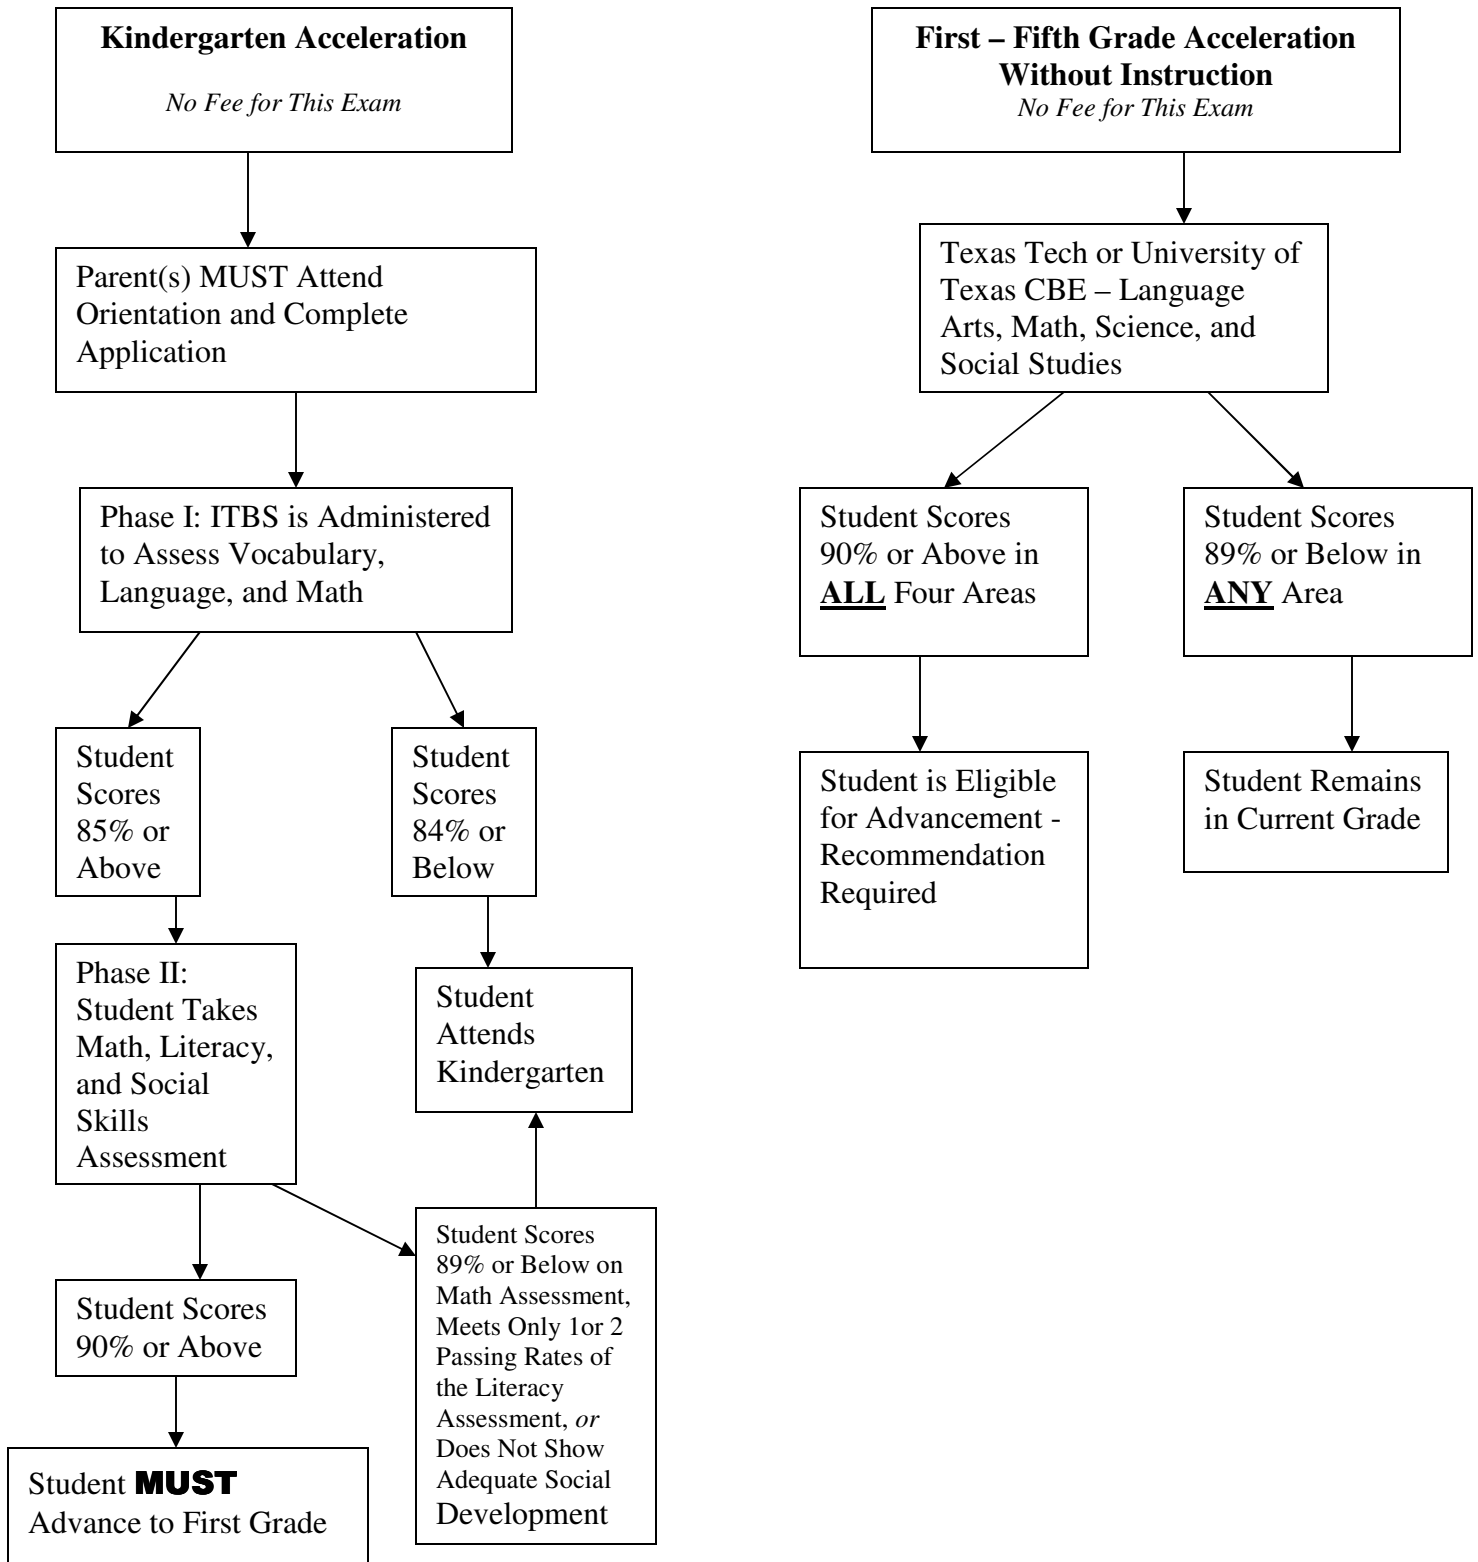 Kindergarten Acceleration
No Fee for This Exam
Parent(s) MUST Attend
Orientation and Complete
Application
Phase I: ITBS is Administered
to Assess Vocabulary,
Language, and Math
Student
Scores
85% or
Above
Student
Scores
84% or
Below
Phase II:
Student Takes
Math, Literacy,
and Social
Skills
Assessment
Student
Attends
Kindergarten
Student Scores
90% or Above
Student Scores
89% or Below on
Math Assessment,
Meets Only 1or 2
Passing Rates of
the Literacy
Assessment, or
Does Not Show
Adequate Social
Development
Student MUST
Advance to First Grade
First – Fifth Grade Acceleration
Without Instruction
No Fee for This Exam
Texas Tech or University of
Texas CBE – Language
Arts, Math, Science, and
Social Studies
Student Scores
90% or Above in
ALL Four Areas
Student Scores
89% or Below in
ANY Area
Student is Eligible
for Advancement -
Recommendation
Required
Student Remains
in Current Grade